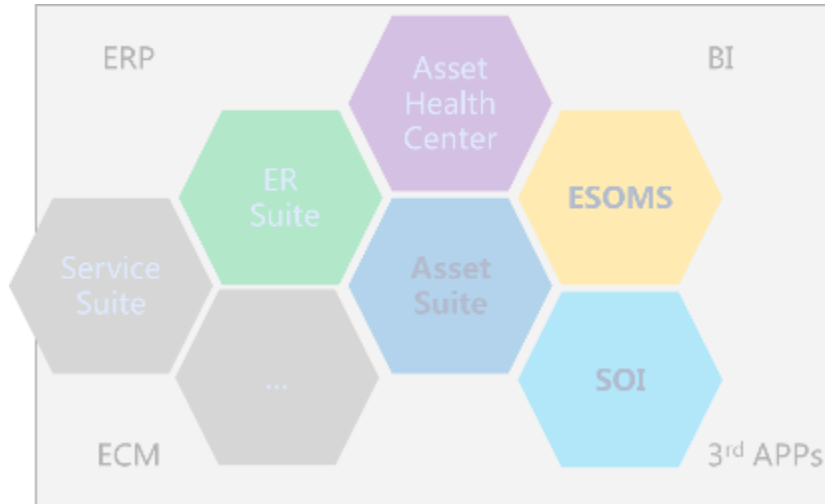 ERP
BI
Asset
Health
Center
ER
Suite
ESOMS
Service
Suite
Asset
Suite
...
SOI
ECM
3rd APPs